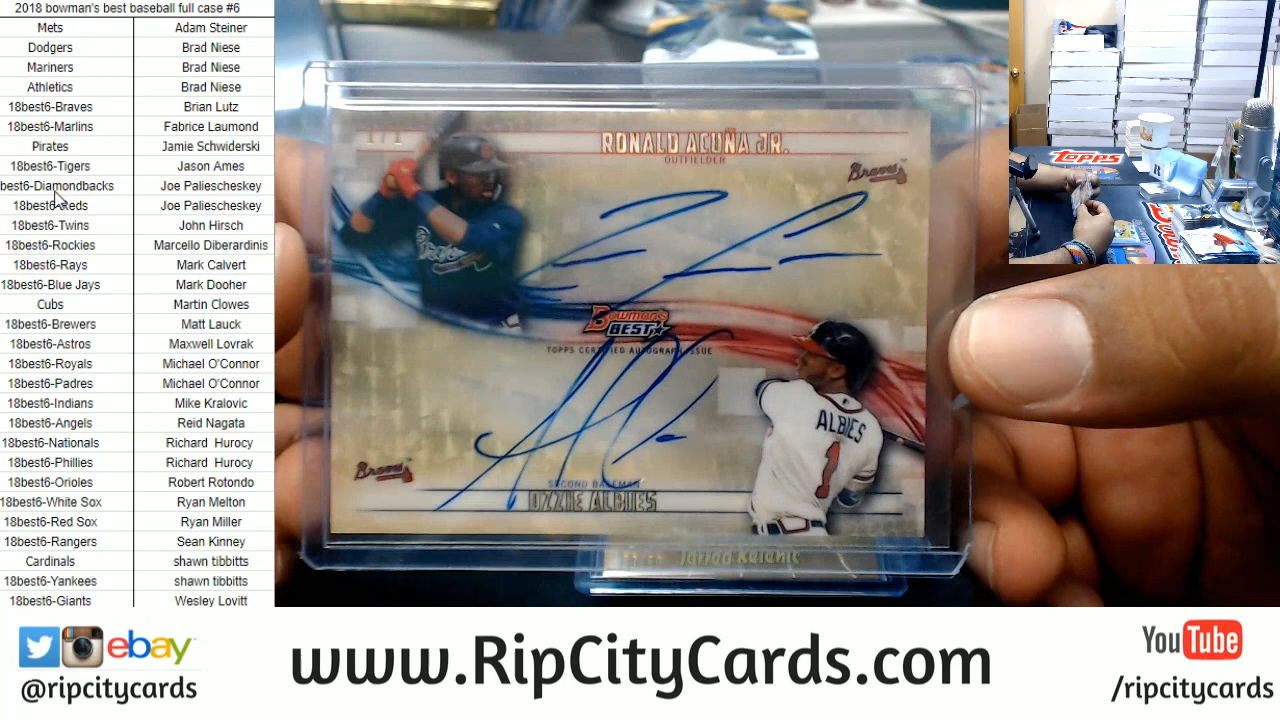 2018 bowman's best baseball full case #6
Mets Adam Steiner
Dodgers Brad Niese
Mariners Brad Niese
Athletics Brad Niese
18best6-Braves Brian Lutz
18best6-Marlins Fabrice Laumond
Pirates Jamie Schwiderski
18best6-Tigers Jason Ames
best6-Diamondbacks Joe Paliescheskey
18best6-Reds Joe Paliescheskey
18best6-Twins John Hirsch
18best6-Rockies Marcello Diberardinis
18best6-Rays Mark Calvert
18best6-Blue Jays Mark Dooher
Cubs Martin Clowes
18best6-Brewers Matt Lauck
18best6-Astros Maxwell Lovrak
18best6-Royals Michael O'Connor
18best6-Padres Michael O'Connor
18best6-Indians Mike Kralovic
18best6-Angels Reid Nagata
18best6-Nationals Richard Hurocy
18best6-Phillies Richard Hurocy
18best6-Orioles Robert Rotondo
18best6-White Sox Ryan Melton
18best6-Red Sox Ryan Miller
18best6-Rangers Sean Kinney
Cardinals shawn tibbitts
18best6-Yankees shawn tibbitts
18best6-Giants Wesley Lovitt
1/1
RONALD ACUÑA JR.
OUTFIELDER
Braves
Bowman's
BEST
TOPPS CERTIFIED AUTOGRAPH ISSUE
ALBIES
1
Braves
SECOND BASEMAN
OZZIE ALBIES
Jarred Kelenic
topps
ebay
@ripcitycards
www.RipCityCards.com
YouTube
/ripcitycards